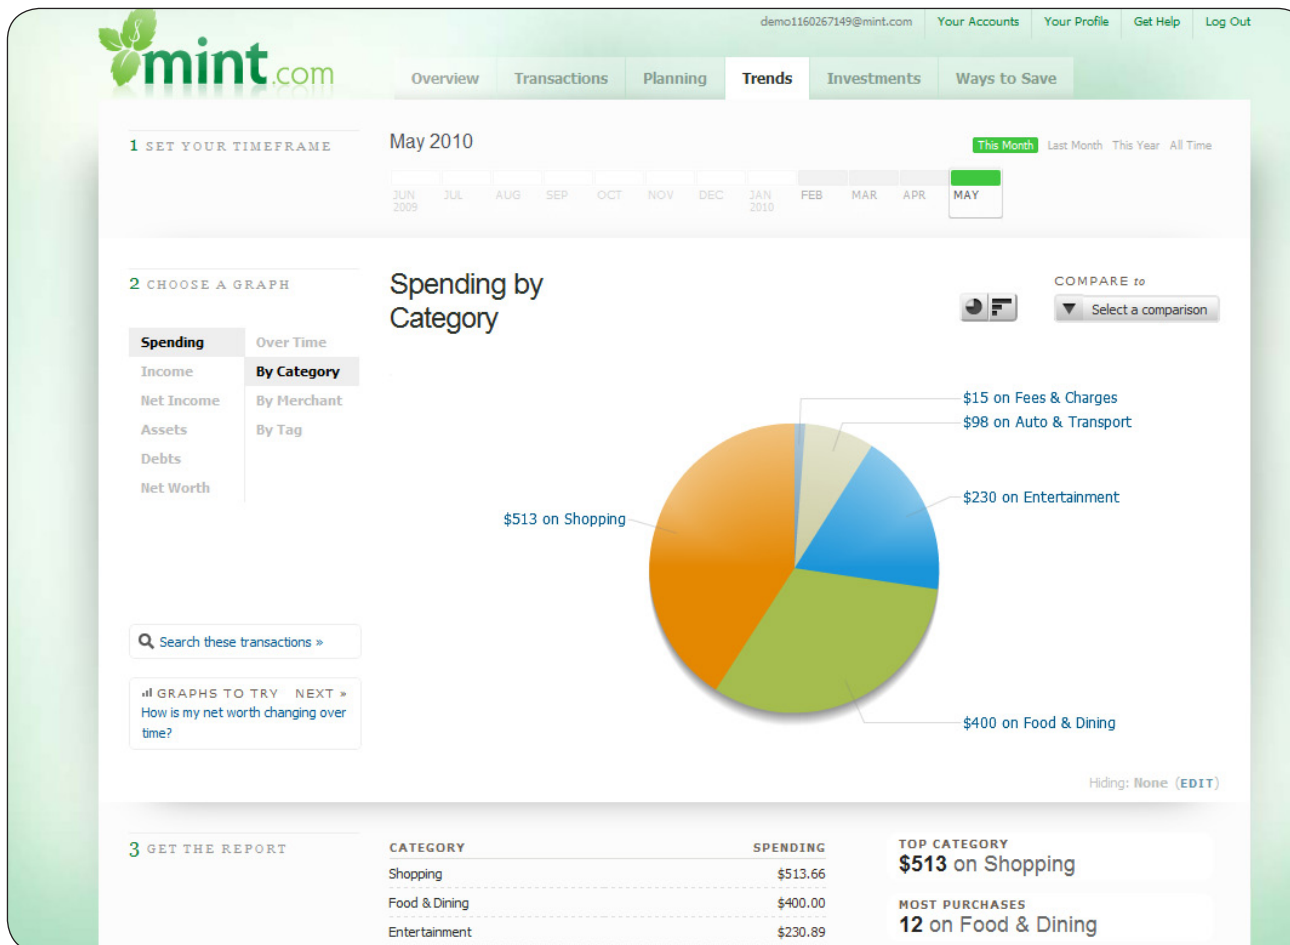 demo1160267149@mint.com Your Accounts Your Profile Get Help Log Out
mint.com
Overview Transactions Planning Trends Investments Ways to Save
1 SET YOUR TIMEFRAME
May 2010
This Month Last Month This Year All Time
JUN JUL AUG SEP OCT NOV DEC JAN FEB MAR APR MAY
2009 2010
2 CHOOSE A GRAPH
Spending Over Time
Income By Category
Net Income By Merchant
Assets By Tag
Debts
Net Worth
Search these transactions »
GRAPHS TO TRY NEXT »
How is my net worth changing over
time?
Spending by
Category
COMPARE to
Select a comparison
$15 on Fees & Charges
$98 on Auto & Transport
$230 on Entertainment
$513 on Shopping
$400 on Food & Dining
Hiding: None (EDIT)
3 GET THE REPORT
CATEGORY SPENDING
Shopping $513.66
Food & Dining $400.00
Entertainment $230.89
TOP CATEGORY
$513 on Shopping
MOST PURCHASES
12 on Food & Dining